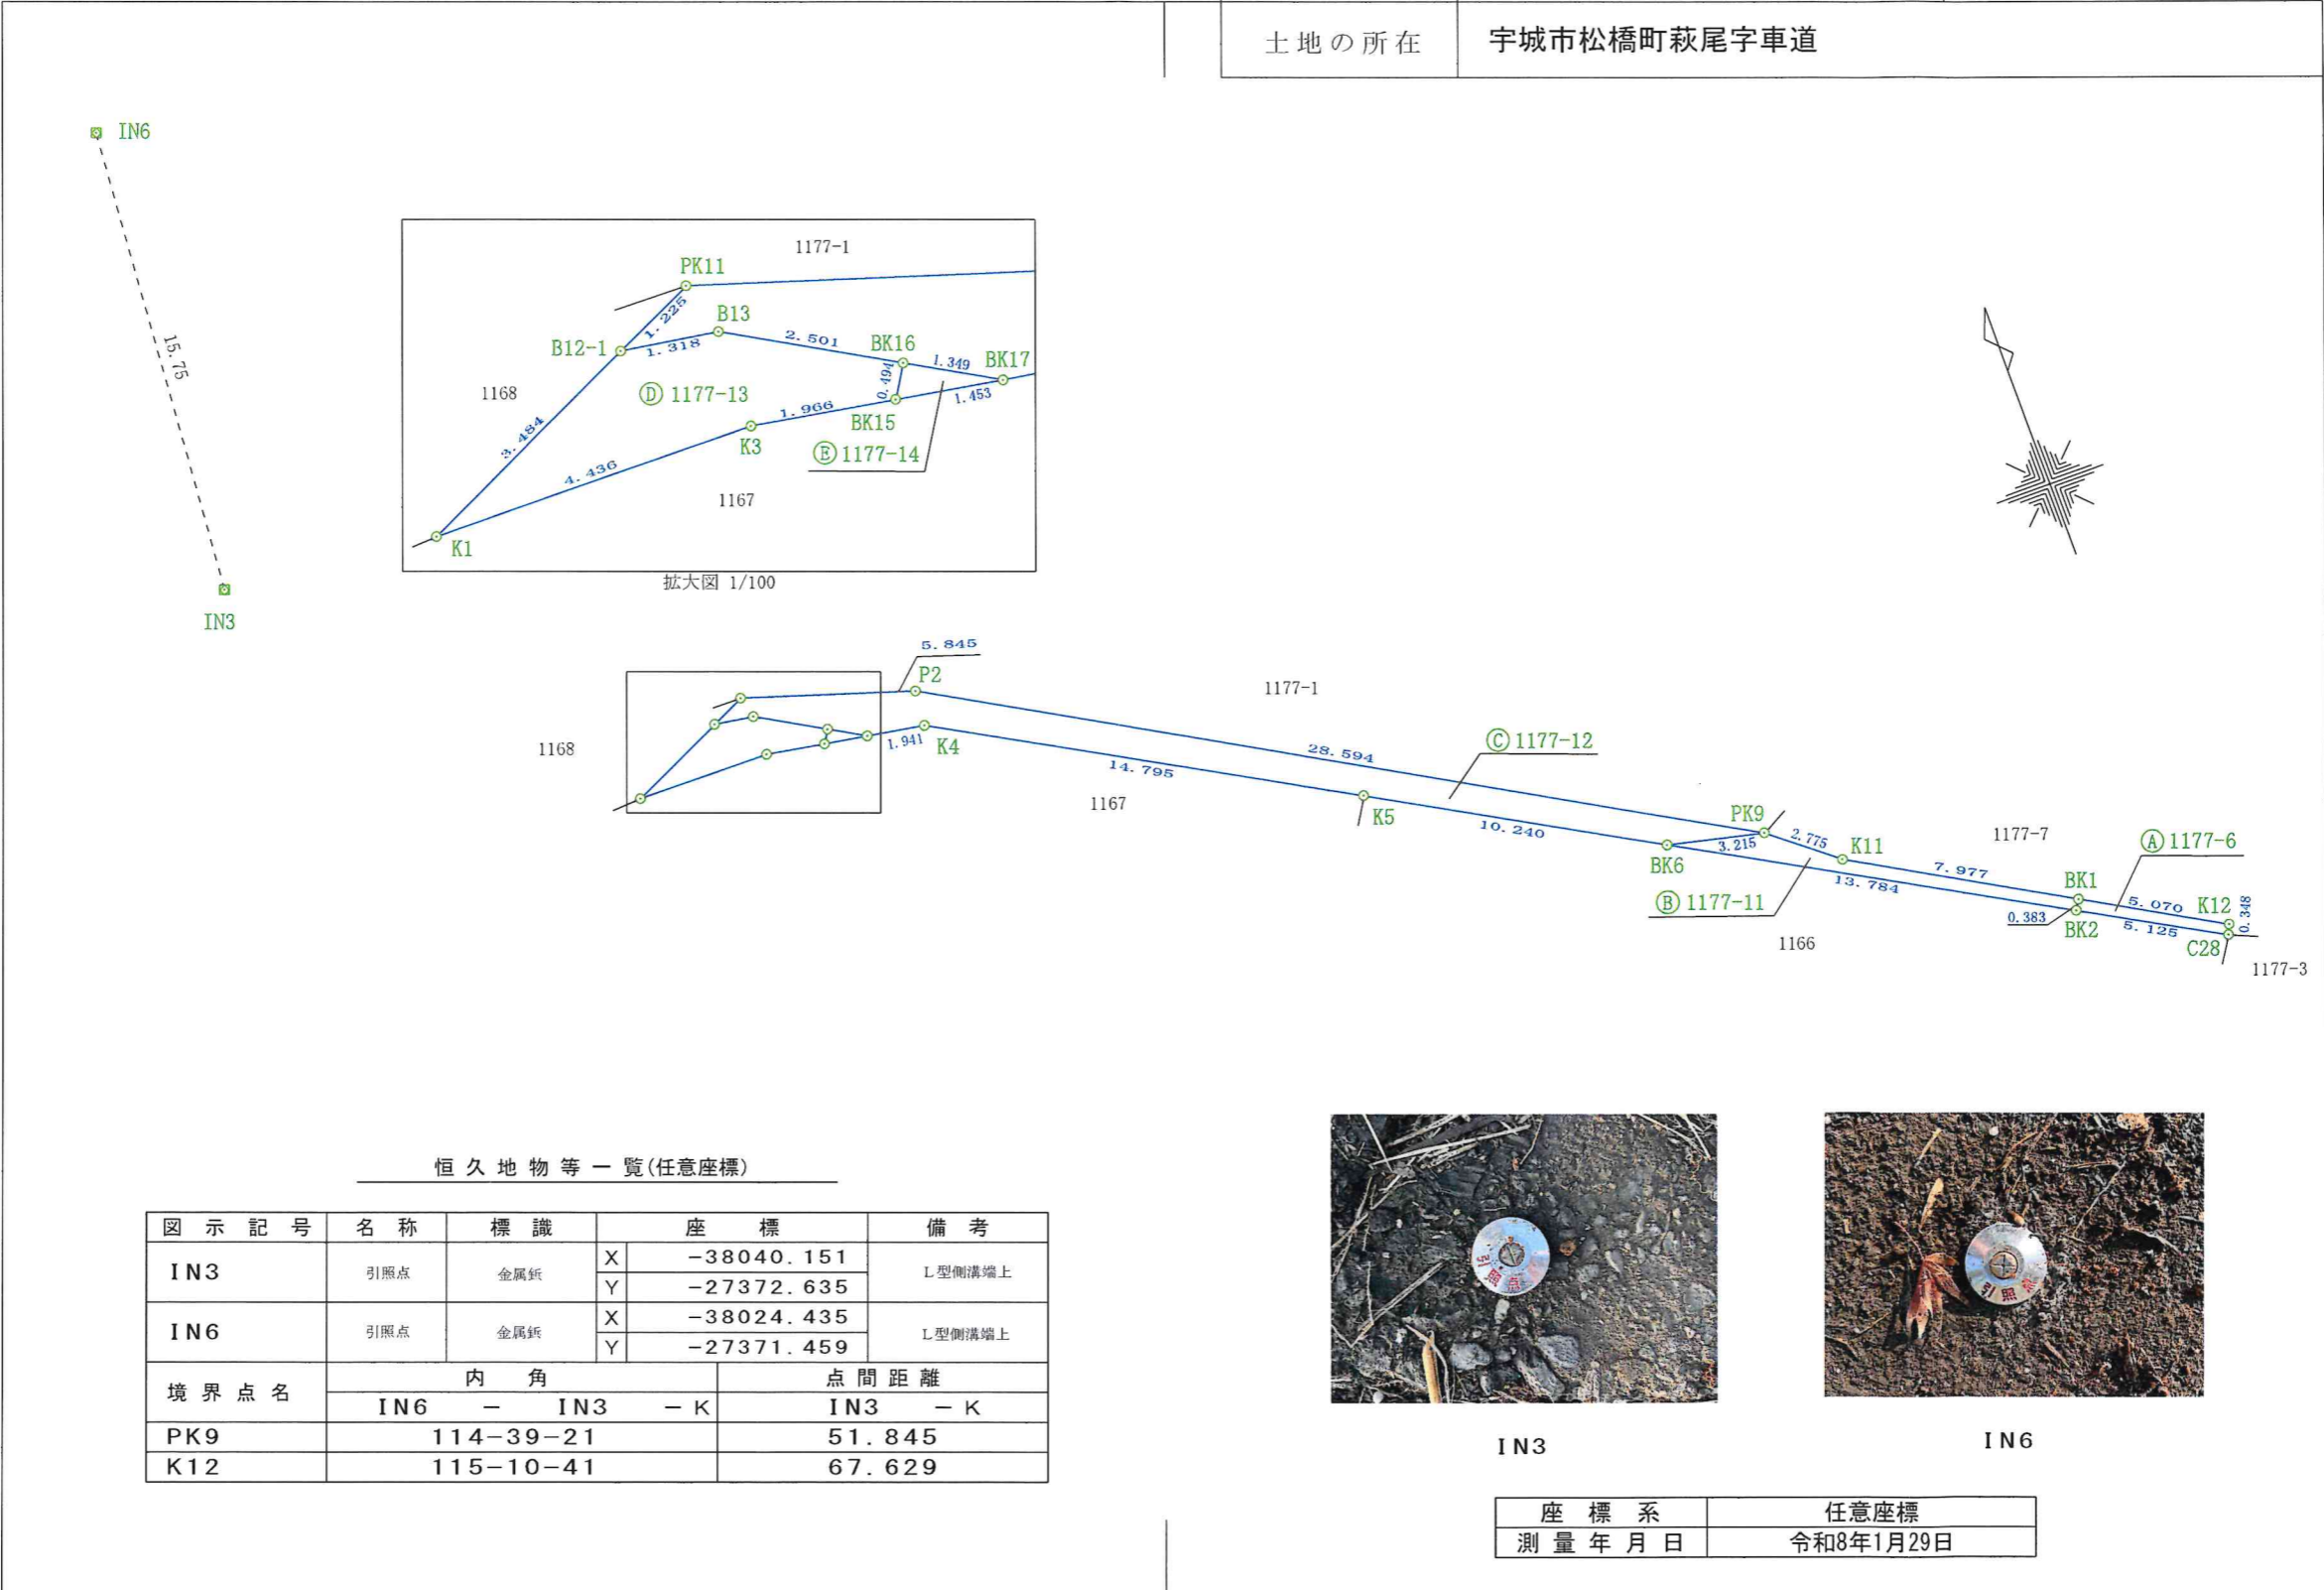 土地の所在
宇城市松橋町萩尾字車道
IN6
15.75
IN3
1177-1
PK11
1.225
B13
B12-1
1.318
2.501
BK16
1.349
BK17
0.494
1168
Ⓓ1177-13
1.966
BK15
1.453
3.484
K3
Ⓔ1177-14
4.436
1167
K1
拡大図 1/100
5.845
P2
1177-1
1168
1.941
K4
28.594
Ⓒ1177-12
14.795
1167
K5
10.240
PK9
2.775
K11
1177-7
Ⓐ1177-6
3.215
BK6
7.977
13.784
BK1
5.070
K12
0.348
Ⓑ1177-11
0.383
BK2
5.125
C28
1166
1177-3
恒久地物等一覧(任意座標)
図示記号 名称 標識 座標 備考
IN3 引照点 金属鋲 X -38040.151 L型側溝端上
Y -27372.635
IN6 引照点 金属鋲 X -38024.435 L型側溝端上
Y -27371.459
境界点名 内角 点間距離
IN6 － IN3 －K IN3 －K
PK9 114-39-21 51.845
K12 115-10-41 67.629
引照点
引照点
IN3
IN6
座標系 任意座標
測量年月日 令和8年1月29日